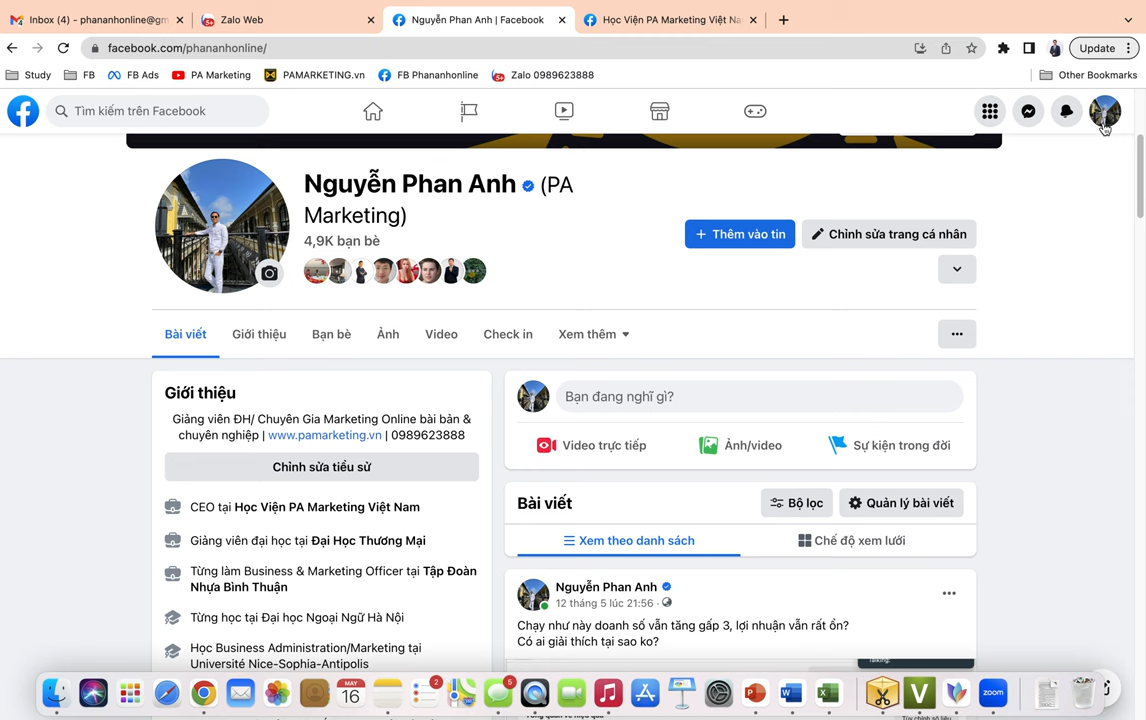 Inbox (4) - phananhonline@gm
Zalo Web
Nguyễn Phan Anh | Facebook
Học Viện PA Marketing Việt Na
facebook.com/phananhonline/
Update
Study
FB
FB Ads
PA Marketing
PAMARKETING.vn
FB Phananhonline
Zalo 0989623888
Other Bookmarks
Tìm kiếm trên Facebook
Nguyễn Phan Anh (PA
Marketing)
4,9K bạn bè
Thêm vào tin
Chỉnh sửa trang cá nhân
Bài viết
Giới thiệu
Bạn bè
Ảnh
Video
Check in
Xem thêm
Giới thiệu
Giảng viên ĐH/ Chuyên Gia Marketing Online bài bản &
chuyên nghiệp | www.pamarketing.vn | 0989623888
Chỉnh sửa tiểu sử
CEO tại Học Viện PA Marketing Việt Nam
Giảng viên đại học tại Đại Học Thương Mại
Từng làm Business & Marketing Officer tại Tập Đoàn
Nhựa Bình Thuận
Từng học tại Đại học Ngoại Ngữ Hà Nội
Học Business Administration/Marketing tại
Université Nice-Sophia-Antipolis
Bạn đang nghĩ gì?
Video trực tiếp
Ảnh/video
Sự kiện trong đời
Bài viết
Bộ lọc
Quản lý bài viết
Xem theo danh sách
Chế độ xem lưới
Nguyễn Phan Anh
12 tháng 5 lúc 21:56
Chạy như này doanh số vẫn tăng gấp 3, lợi nhuận vẫn rất ổn?
Có ai giải thích tại sao ko?
MAY
16
2
5
zoom